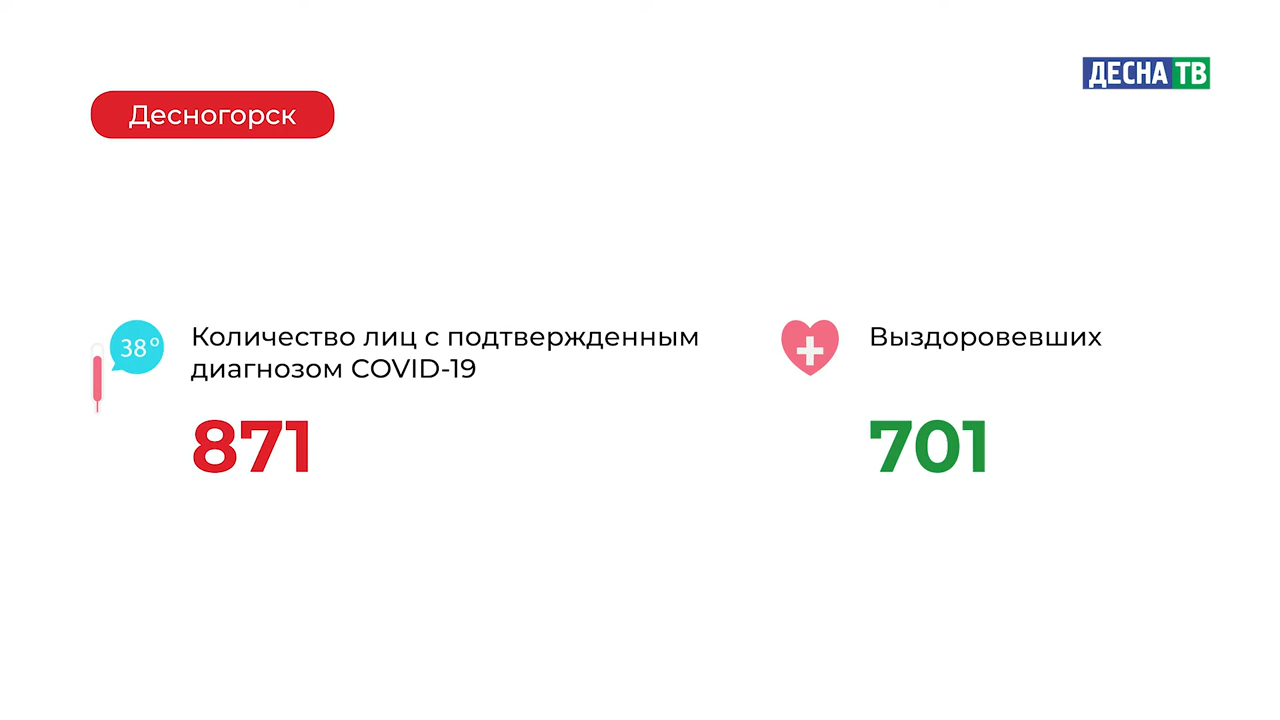 Десногорск
ДЕСНА ТВ
38°
Количество лиц с подтвержденным
диагнозом COVID-19
871
Выздоровевших
701